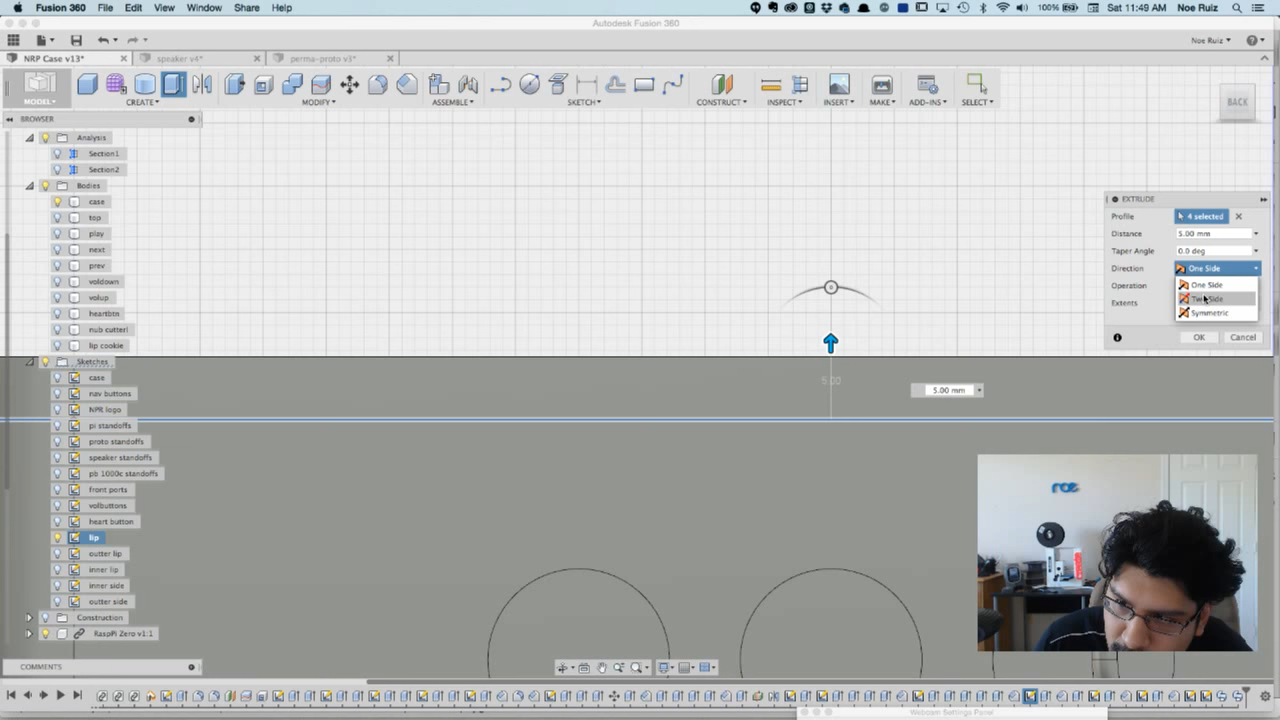 Fusion 360 File Edit View Window Share Help
100% Sat 11:49 AM Noe Ruiz
Autodesk Fusion 360
Noe Ruiz
NRP Case v13* speaker v4* perma-proto v3*
MODEL CREATE MODIFY ASSEMBLE SKETCH CONSTRUCT INSPECT INSERT MAKE ADD-INS SELECT
BROWSER
BACK
Analysis
Section1
Section2
Bodies
case
top
play
next
prev
voldown
volup
heartbtn
nub cutter1
lip cookie
Sketches
case
nav buttons
NPR logo
pi standoffs
proto standoffs
speaker standoffs
pb 1000c standoffs
front ports
volbuttons
heart button
lip
outter lip
inner lip
inner side
outter side
Construction
RaspPi Zero v1:1
EXTRUDE
Profile 4 selected
Distance 5.00 mm
Taper Angle 0.0 deg
Direction One Side
Operation One Side
Two Side
Extents
Symmetric
OK Cancel
5.00
5.00 mm
noe
COMMENTS
Webcam Settings Panel